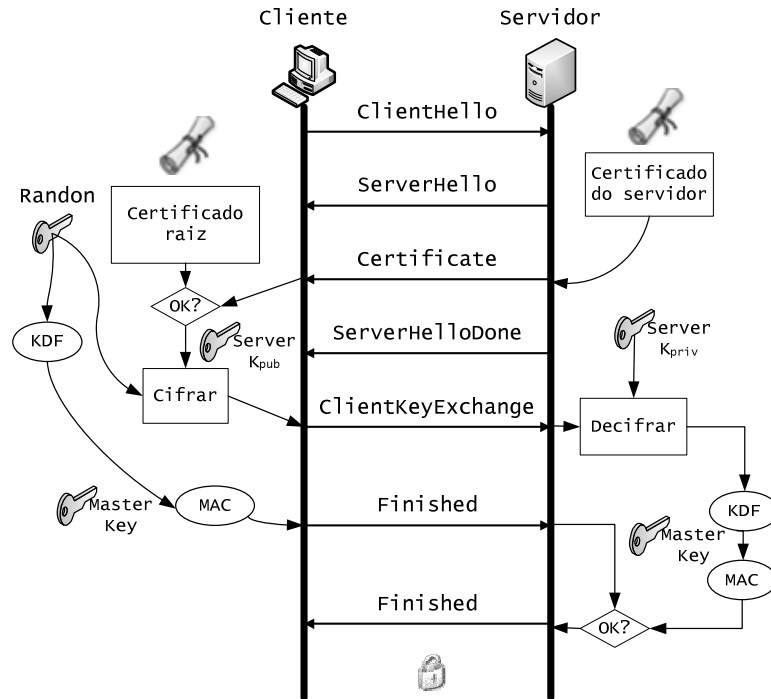 Cliente
Servidor
ClientHello
Certificado
do servidor
ServerHello
Randon
Certificado
raiz
Certificate
OK?
KDF
Server
Kpub
ServerHelloDone
Server
Kpriv
Cifrar
ClientKeyExchange
Decifrar
Master
Key
MAC
Finished
KDF
Master
Key
MAC
Finished
OK?